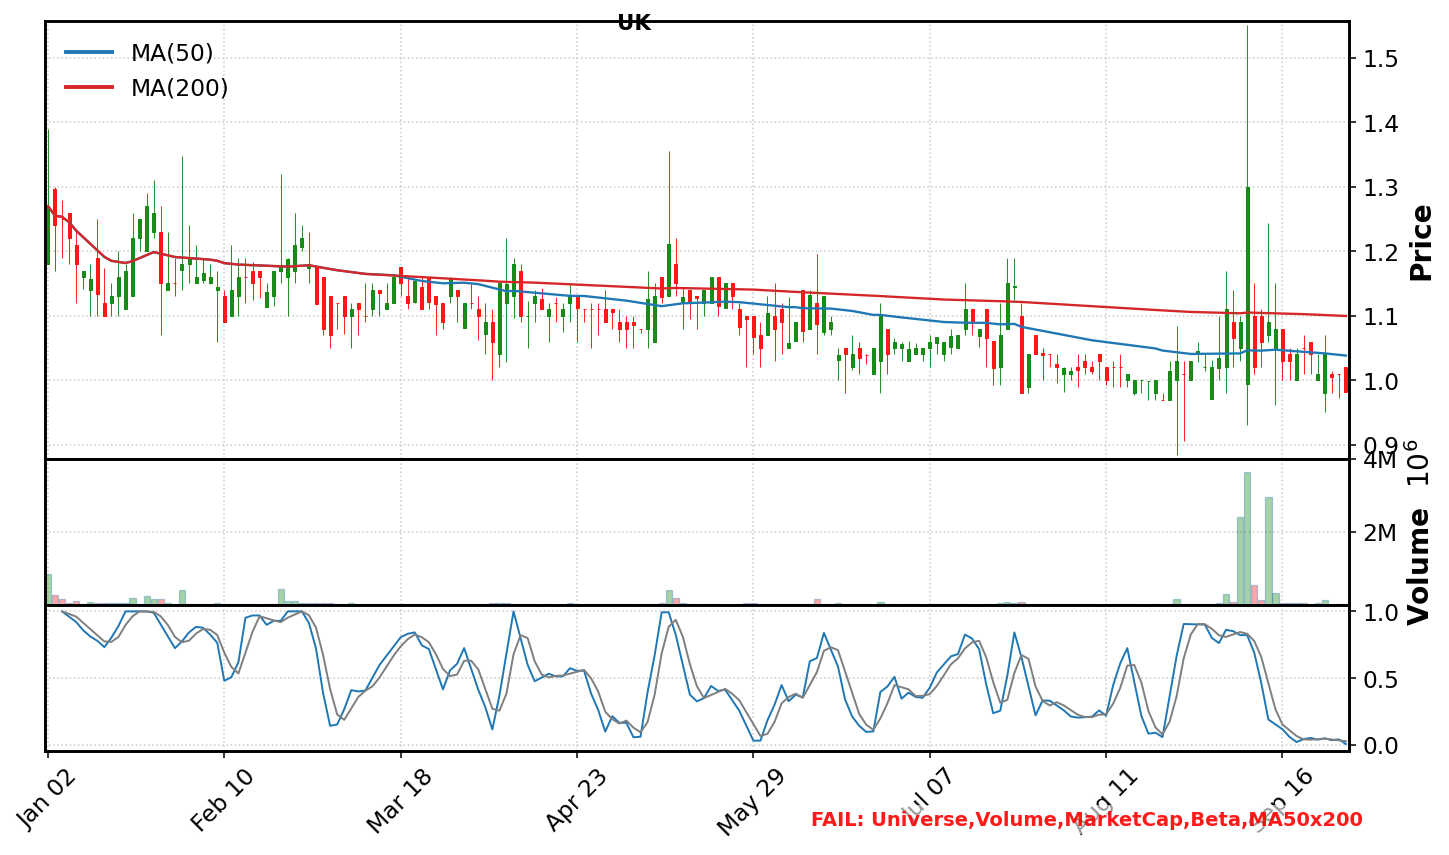 UK
MA(50)
MA(200)
1.5
1.4
1.3
1.2
1.1
1.0
0.9
Price
4M
2M
Volume 10^6
1.0
0.5
0.0
Jan 02
Feb 10
Mar 18
Apr 23
May 29
Jul 07
Aug 11
Sep 16
FAIL: Universe,Volume,MarketCap,Beta,MA50x200